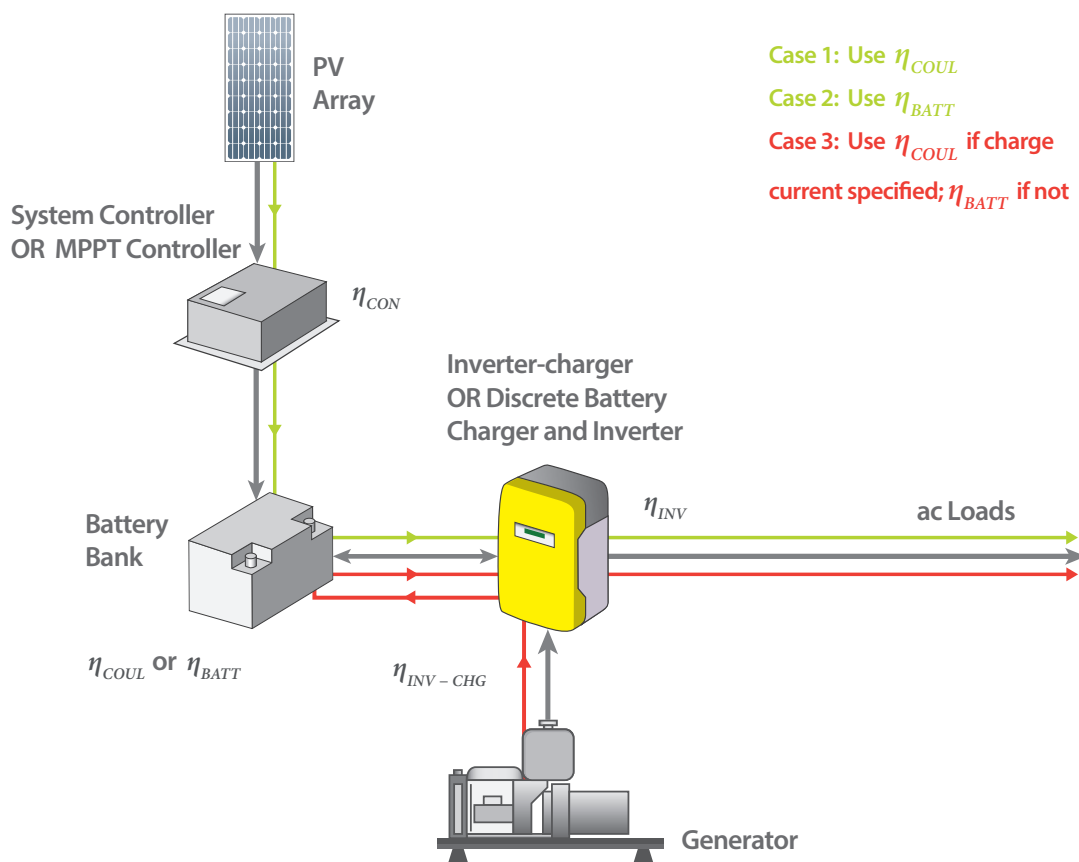 PV
Array
Case 1: Use η_COUL
Case 2: Use η_BATT
Case 3: Use η_COUL if charge
current specified; η_BATT if not
System Controller
OR MPPT Controller
η_CON
Inverter-charger
OR Discrete Battery
Charger and Inverter
Battery
Bank
η_INV
ac Loads
η_COUL or η_BATT
η_INV – CHG
Generator